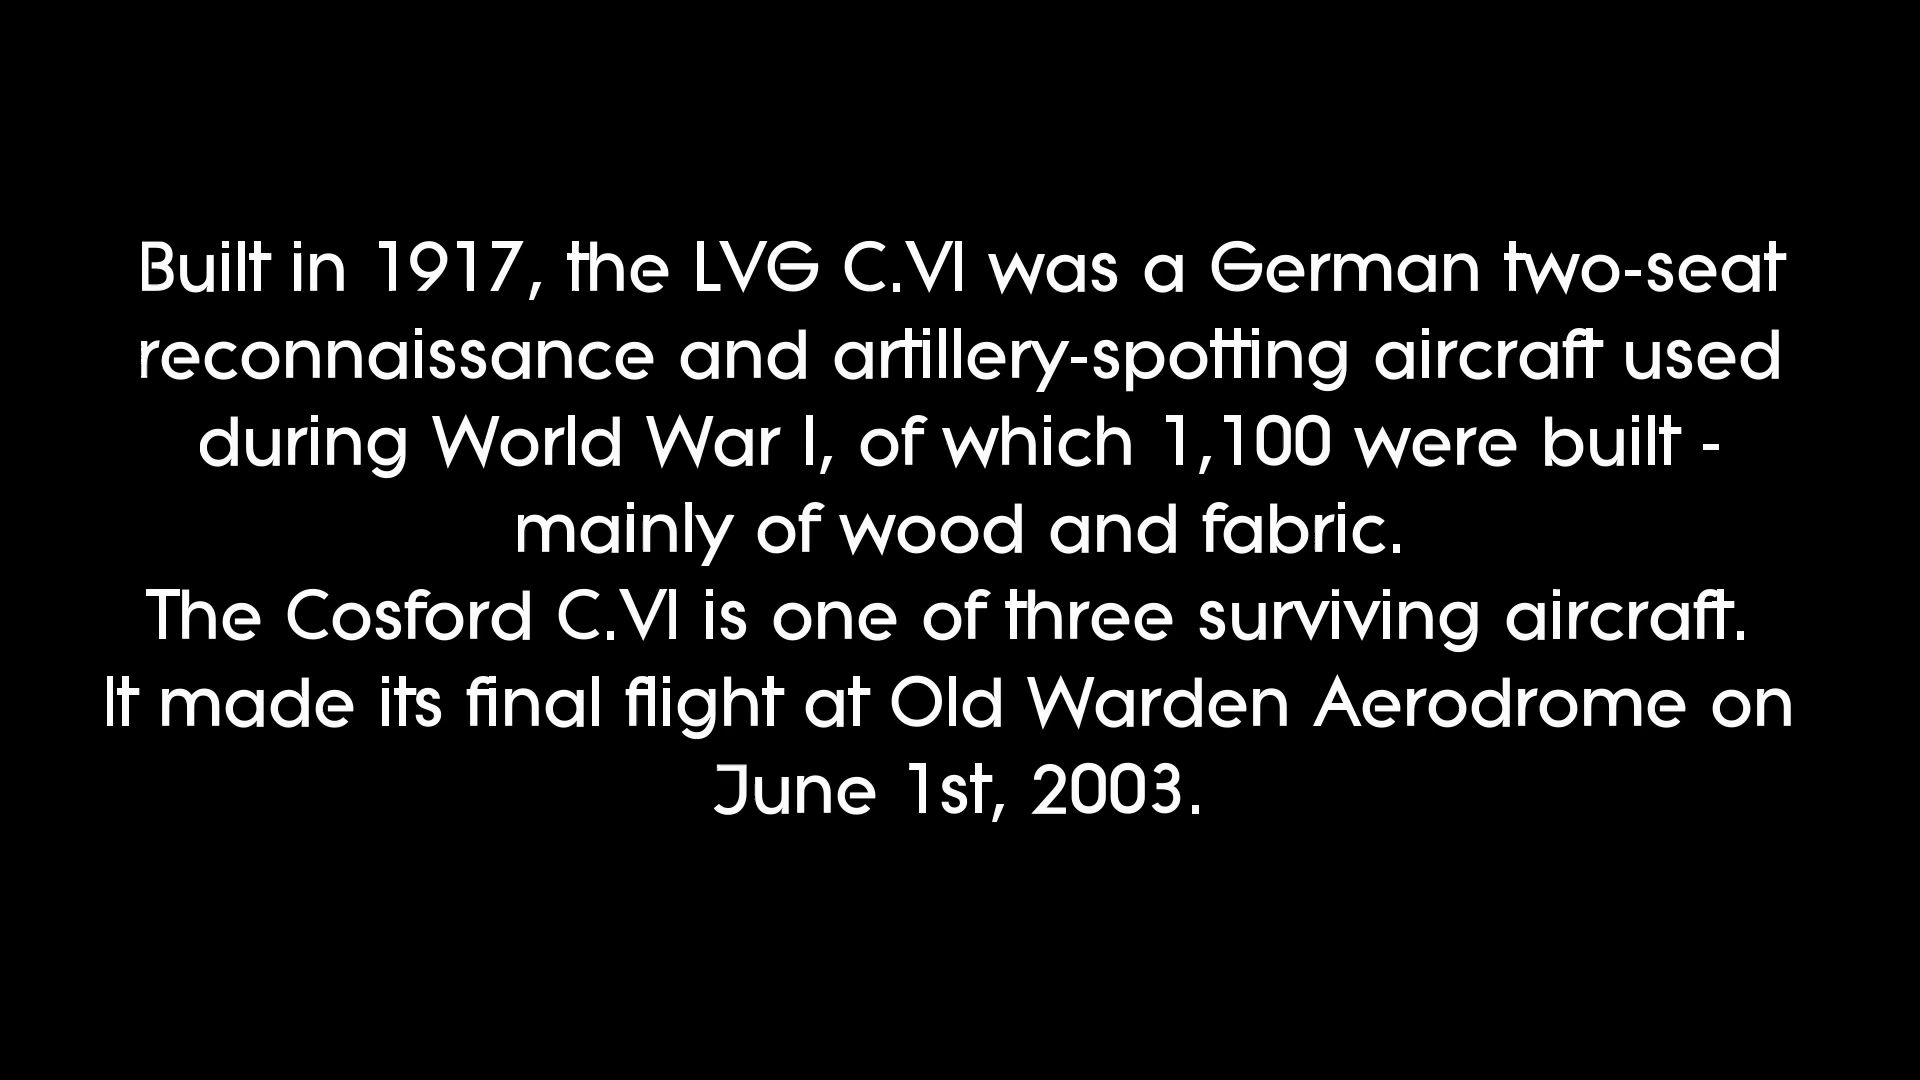 Built in 1917, the LVG C.VI was a German two-seat
reconnaissance and artillery-spotting aircraft used
during World War I, of which 1,100 were built -
mainly of wood and fabric.
The Cosford C.VI is one of three surviving aircraft.
It made its final flight at Old Warden Aerodrome on
June 1st, 2003.